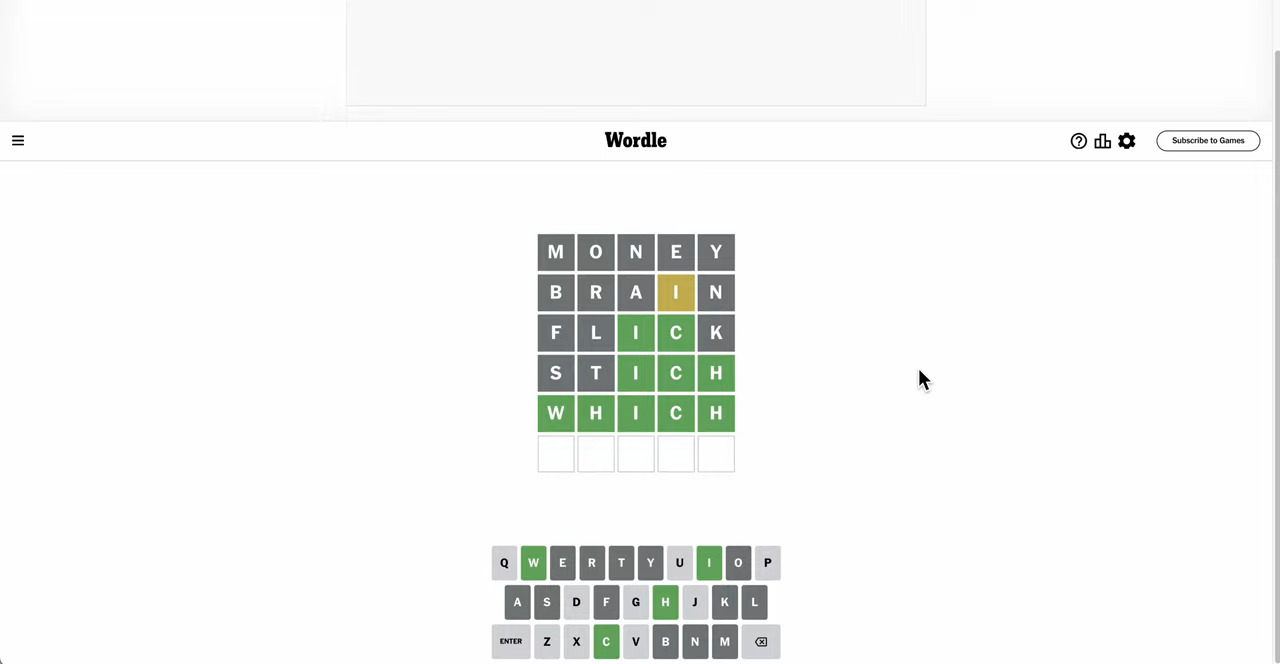 Wordle
Subscribe to Games
M O N E Y
B R A I N
F L I C K
S T I C H
W H I C H
Q W E R T Y U I O P
A S D F G H J K L
ENTER Z X C V B N M